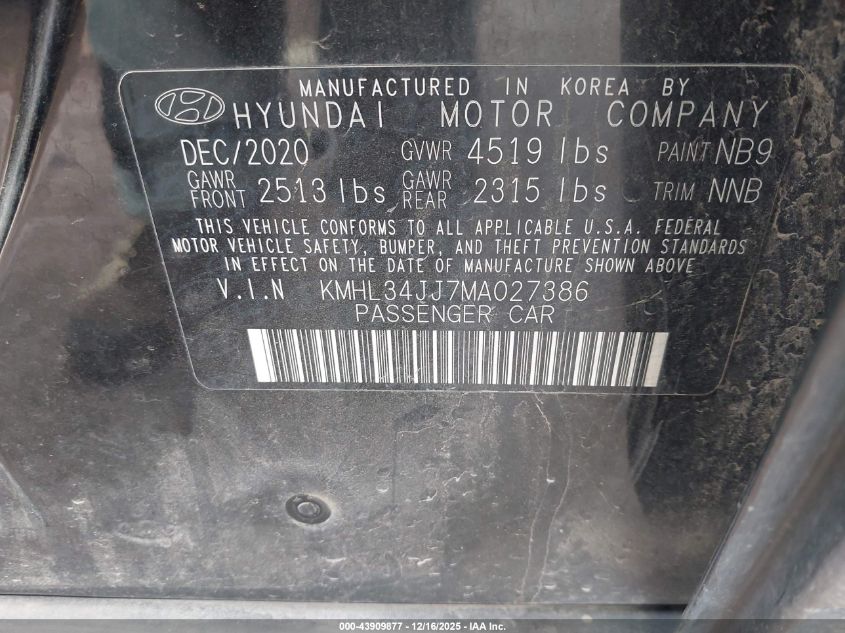 MANUFACTURED IN KOREA BY
HYUNDAI MOTOR COMPANY
DEC/2020 GVWR 4519 lbs PAINT NB9
GAWR FRONT 2513 lbs GAWR REAR 2315 lbs TRIM NNB
THIS VEHICLE CONFORMS TO ALL APPLICABLE U.S.A. FEDERAL
MOTOR VEHICLE SAFETY, BUMPER, AND THEFT PREVENTION STANDARDS
IN EFFECT ON THE DATE OF MANUFACTURE SHOWN ABOVE
V.I.N KMHL34JJ7MA027386
PASSENGER CAR
000-43909877 - 12/16/2025 - IAA Inc.